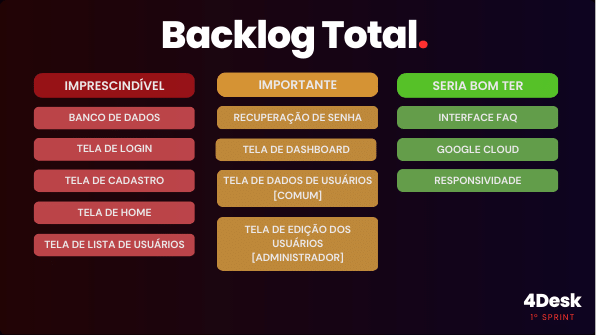 Backlog Total.
IMPRESCINDÍVEL
BANCO DE DADOS
TELA DE LOGIN
TELA DE CADASTRO
TELA DE HOME
TELA DE LISTA DE USUÁRIOS
IMPORTANTE
RECUPERAÇÃO DE SENHA
TELA DE DASHBOARD
TELA DE DADOS DE USUÁRIOS
[COMUM]
TELA DE EDIÇÃO DOS
USUÁRIOS
[ADMINISTRADOR]
SERIA BOM TER
INTERFACE FAQ
GOOGLE CLOUD
RESPONSIVIDADE
4Desk
1ª SPRINT